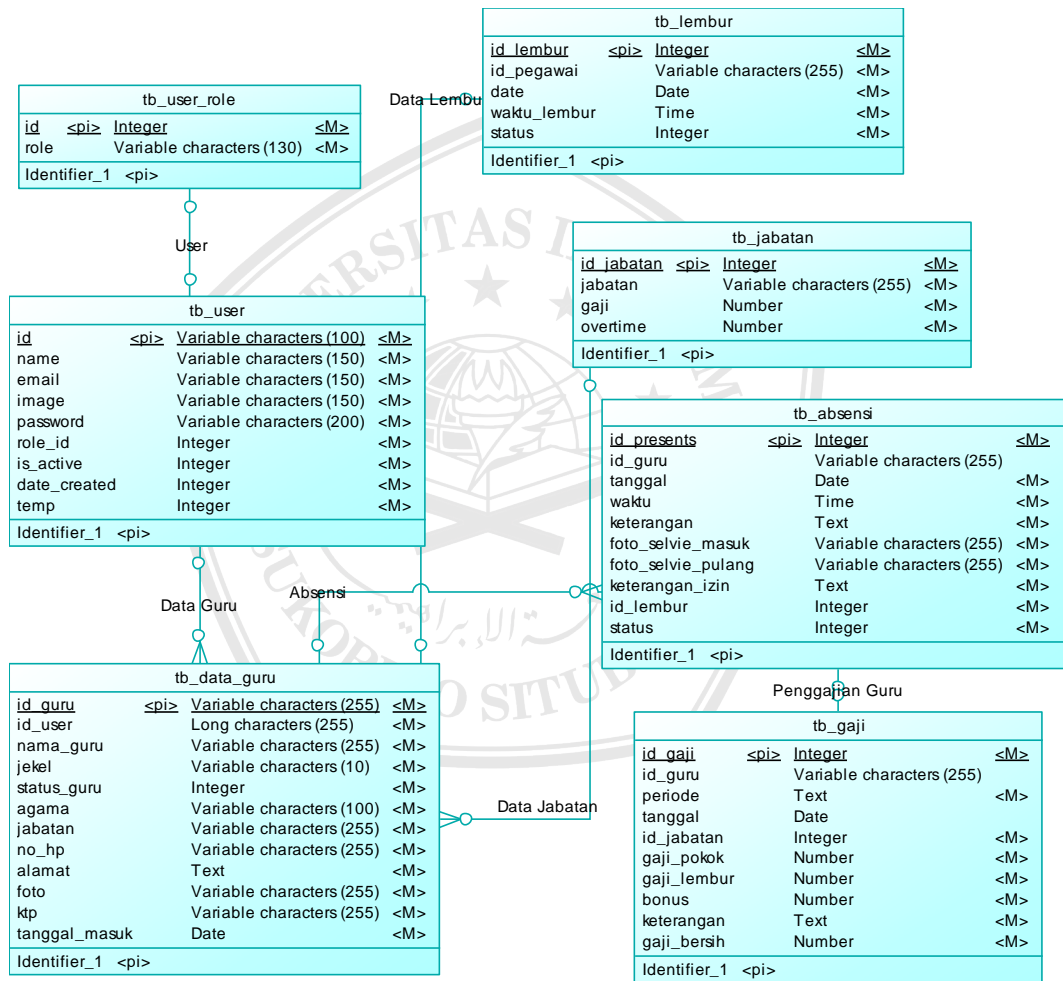 tb_lembur
id_lembur <pi> Integer <M>
id_pegawai Variable characters (255) <M>
date Date <M>
waktu_lembur Time <M>
status Integer <M>
Identifier_1 <pi>
Data Lembu
tb_user_role
id <pi> Integer <M>
role Variable characters (130) <M>
Identifier_1 <pi>
User
tb_jabatan
id_jabatan <pi> Integer <M>
jabatan Variable characters (255) <M>
gaji Number <M>
overtime Number <M>
Identifier_1 <pi>
tb_user
id <pi> Variable characters (100) <M>
name Variable characters (150) <M>
email Variable characters (150) <M>
image Variable characters (150) <M>
password Variable characters (200) <M>
role_id Integer <M>
is_active Integer <M>
date_created Integer <M>
temp Integer <M>
Identifier_1 <pi>
tb_absensi
id_presents <pi> Integer <M>
id_guru Variable characters (255)
tanggal Date <M>
waktu Time <M>
keterangan Text <M>
foto_selvie_masuk Variable characters (255) <M>
foto_selvie_pulang Variable characters (255) <M>
keterangan_izin Text <M>
id_lembur Integer <M>
status Integer <M>
Identifier_1 <pi>
Data Guru
Absensi
tb_data_guru
id_guru <pi> Variable characters (255) <M>
id_user Long characters (255) <M>
nama_guru Variable characters (255) <M>
jekel Variable characters (10) <M>
status_guru Integer <M>
agama Variable characters (100) <M>
jabatan Variable characters (255) <M>
no_hp Variable characters (255) <M>
alamat Text <M>
foto Variable characters (255) <M>
ktp Variable characters (255) <M>
tanggal_masuk Date <M>
Identifier_1 <pi>
Data Jabatan
Penggajian Guru
tb_gaji
id_gaji <pi> Integer <M>
id_guru Variable characters (255)
periode Text <M>
tanggal Date
id_jabatan Integer <M>
gaji_pokok Number <M>
gaji_lembur Number <M>
bonus Number <M>
keterangan Text <M>
gaji_bersih Number <M>
Identifier_1 <pi>